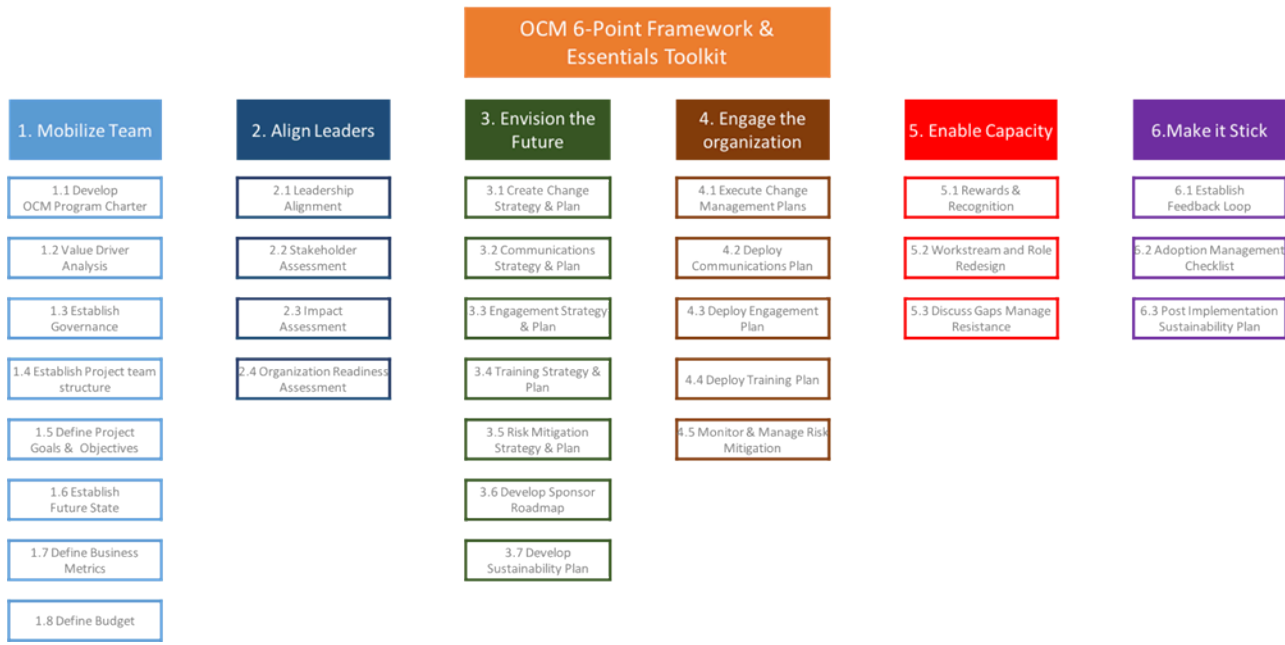 OCM 6-Point Framework &
Essentials Toolkit
1. Mobilize Team
1.1 Develop
OCM Program Charter
1.2 Value Driver
Analysis
1.3 Establish
Governance
1.4 Establish Project team
structure
1.5 Define Project
Goals & Objectives
1.6 Establish
Future State
1.7 Define Business
Metrics
1.8 Define Budget
2. Align Leaders
2.1 Leadership
Alignment
2.2 Stakeholder
Assessment
2.3 Impact
Assessment
2.4 Organization Readiness
Assessment
3. Envision the
Future
3.1 Create Change
Strategy & Plan
3.2 Communications
Strategy & Plan
3.3 Engagement Strategy
& Plan
3.4 Training Strategy &
Plan
3.5 Risk Mitigation
Strategy & Plan
3.6 Develop Sponsor
Roadmap
3.7 Develop
Sustainability Plan
4. Engage the
organization
4.1 Execute Change
Management Plans
4.2 Deploy
Communications Plan
4.3 Deploy Engagement
Plan
4.4 Deploy Training Plan
4.5 Monitor & Manage Risk
Mitigation
5. Enable Capacity
5.1 Rewards &
Recognition
5.2 Workstream and Role
Redesign
5.3 Discuss Gaps Manage
Resistance
6.Make it Stick
6.1 Establish
Feedback Loop
6.2 Adoption Management
Checklist
6.3 Post Implementation
Sustainability Plan